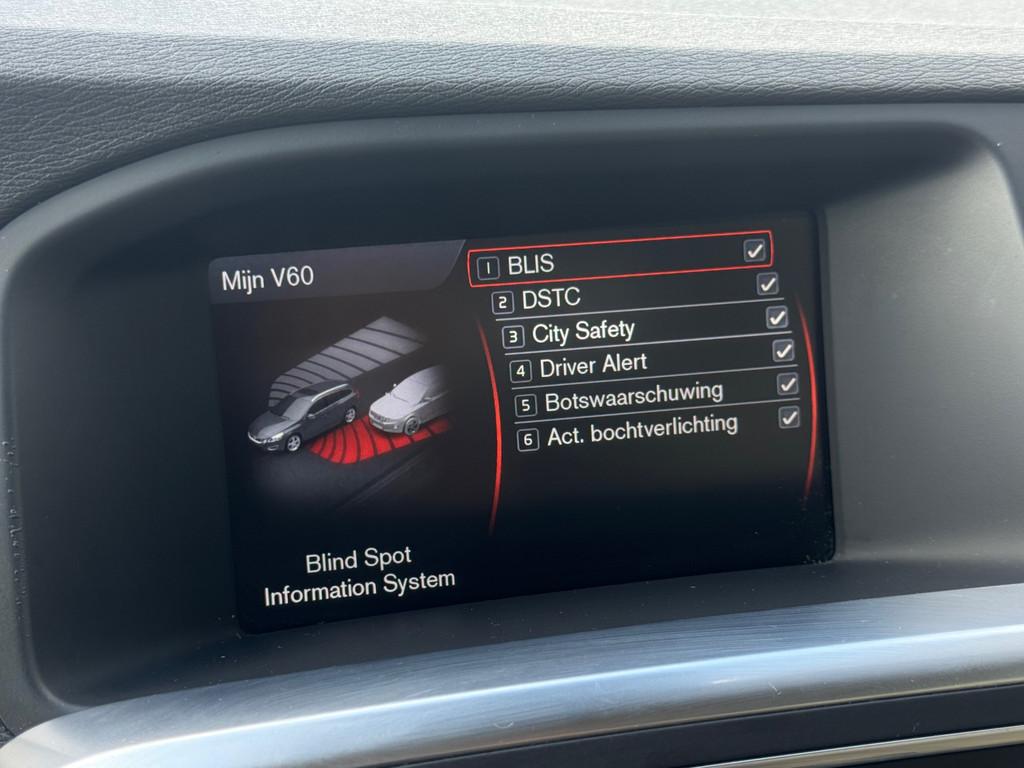 Mijn V60
1 BLIS
2 DSTC
3 City Safety
4 Driver Alert
5 Botswaarschuwing
6 Act. bochtverlichting
Blind Spot
Information System